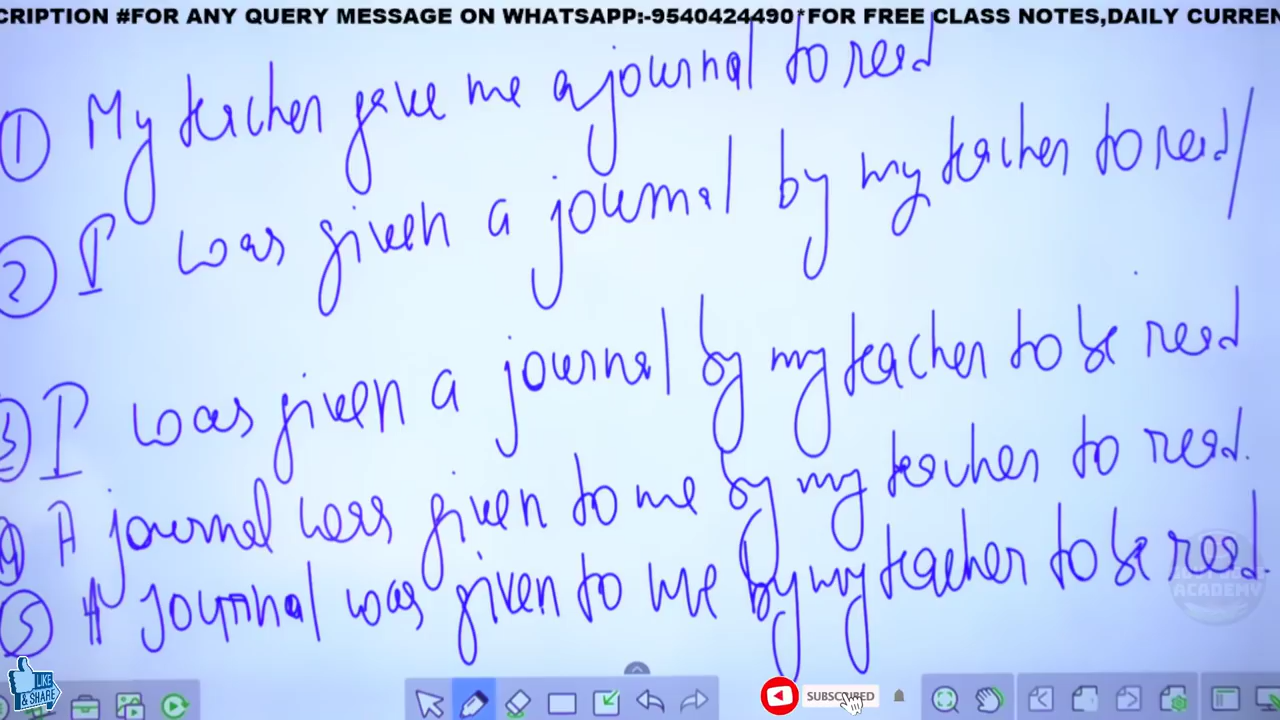 CRIPTION #FOR ANY QUERY MESSAGE ON WHATSAPP:-9540424490*FOR FREE CLASS NOTES,DAILY CURREN
① My teacher gave me a journal to read
② I was given a journal by my teacher to read/
③ I was given a journal by my teacher to be read
④ A journal was given to me by my teacher to read.
⑤ A journal was given to me by my teacher to be read.
ACADEMY
LIKE & SHARE
SUBSCRIBED